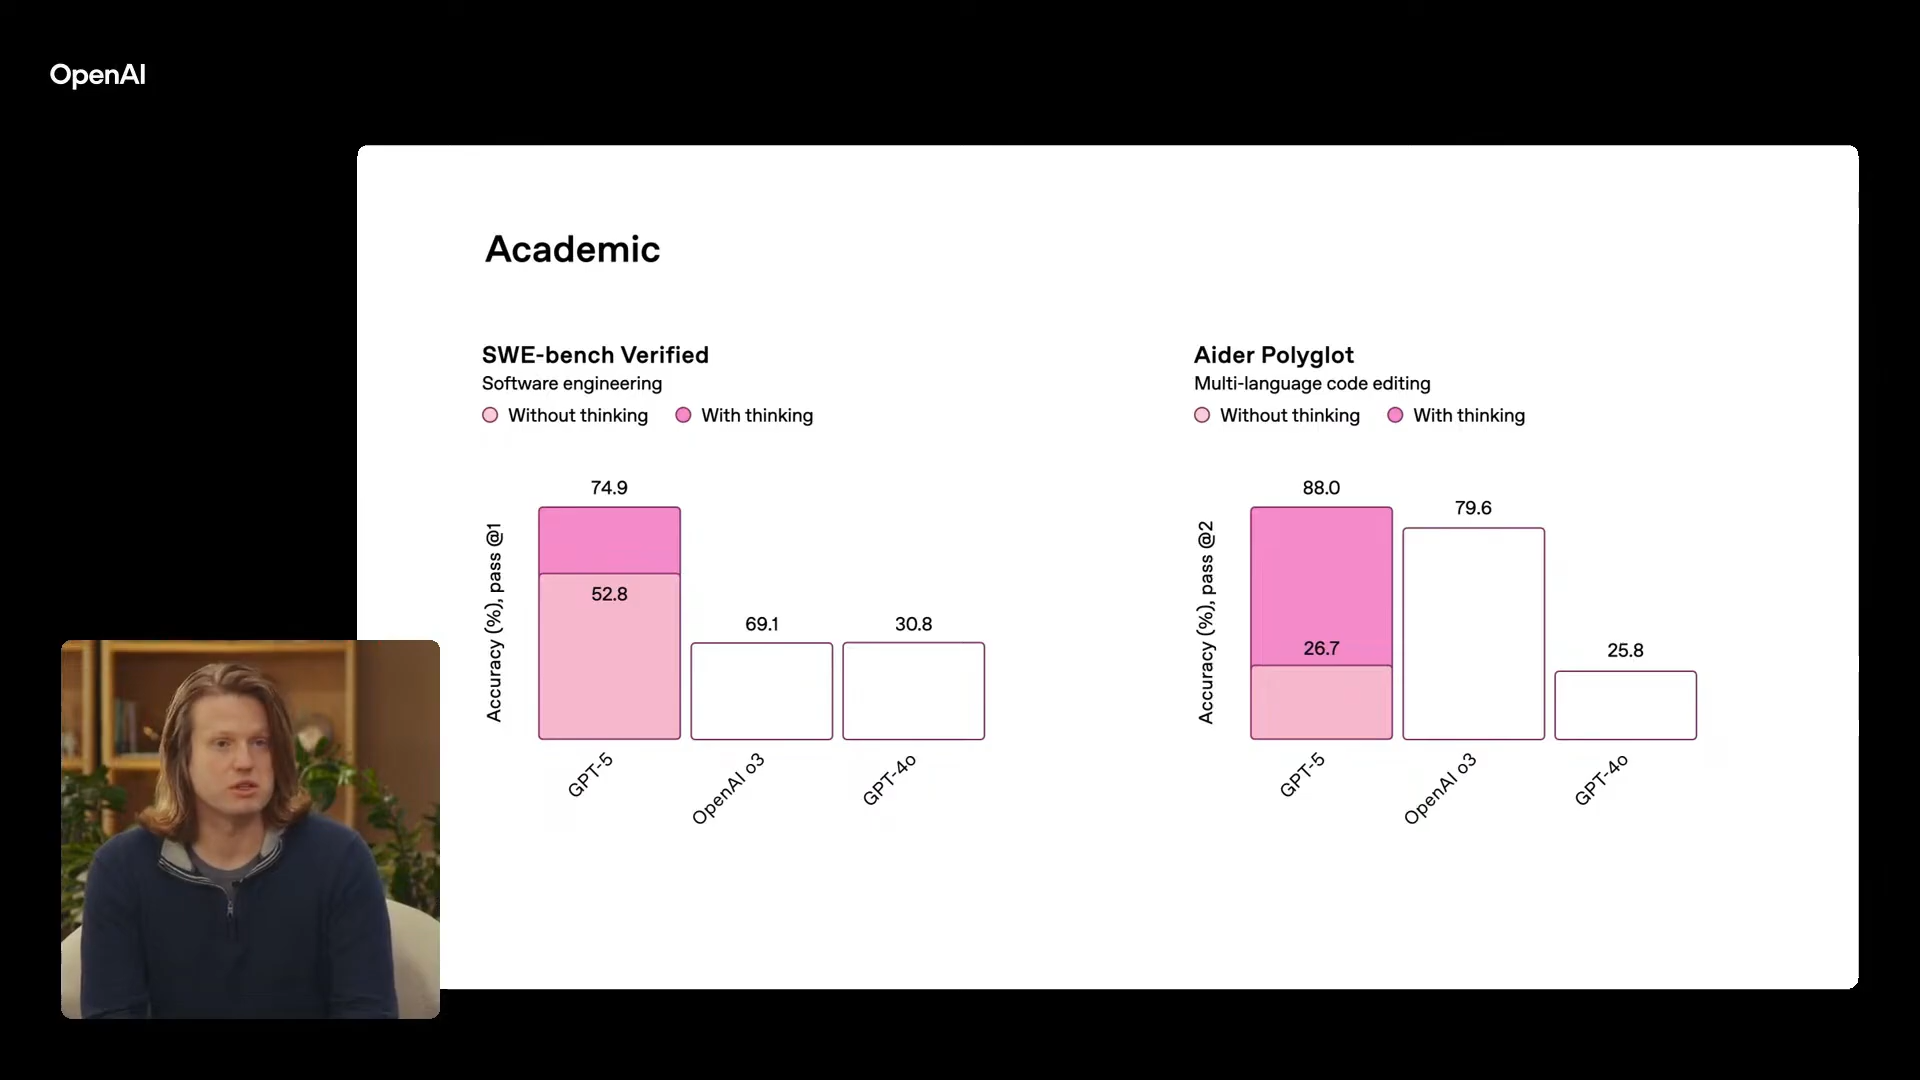 OpenAI
Academic
SWE-bench Verified
Software engineering
Without thinking With thinking
Accuracy (%), pass @1
74.9
52.8
69.1
30.8
GPT-5
OpenAI o3
GPT-4o
Aider Polyglot
Multi-language code editing
Without thinking With thinking
Accuracy (%), pass @2
88.0
26.7
79.6
25.8
GPT-5
OpenAI o3
GPT-4o